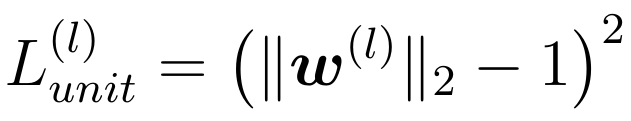 $L_{unit}^{(l)} = \left( \| \boldsymbol{w}^{(l)} \|_2 - 1 \right)^2$